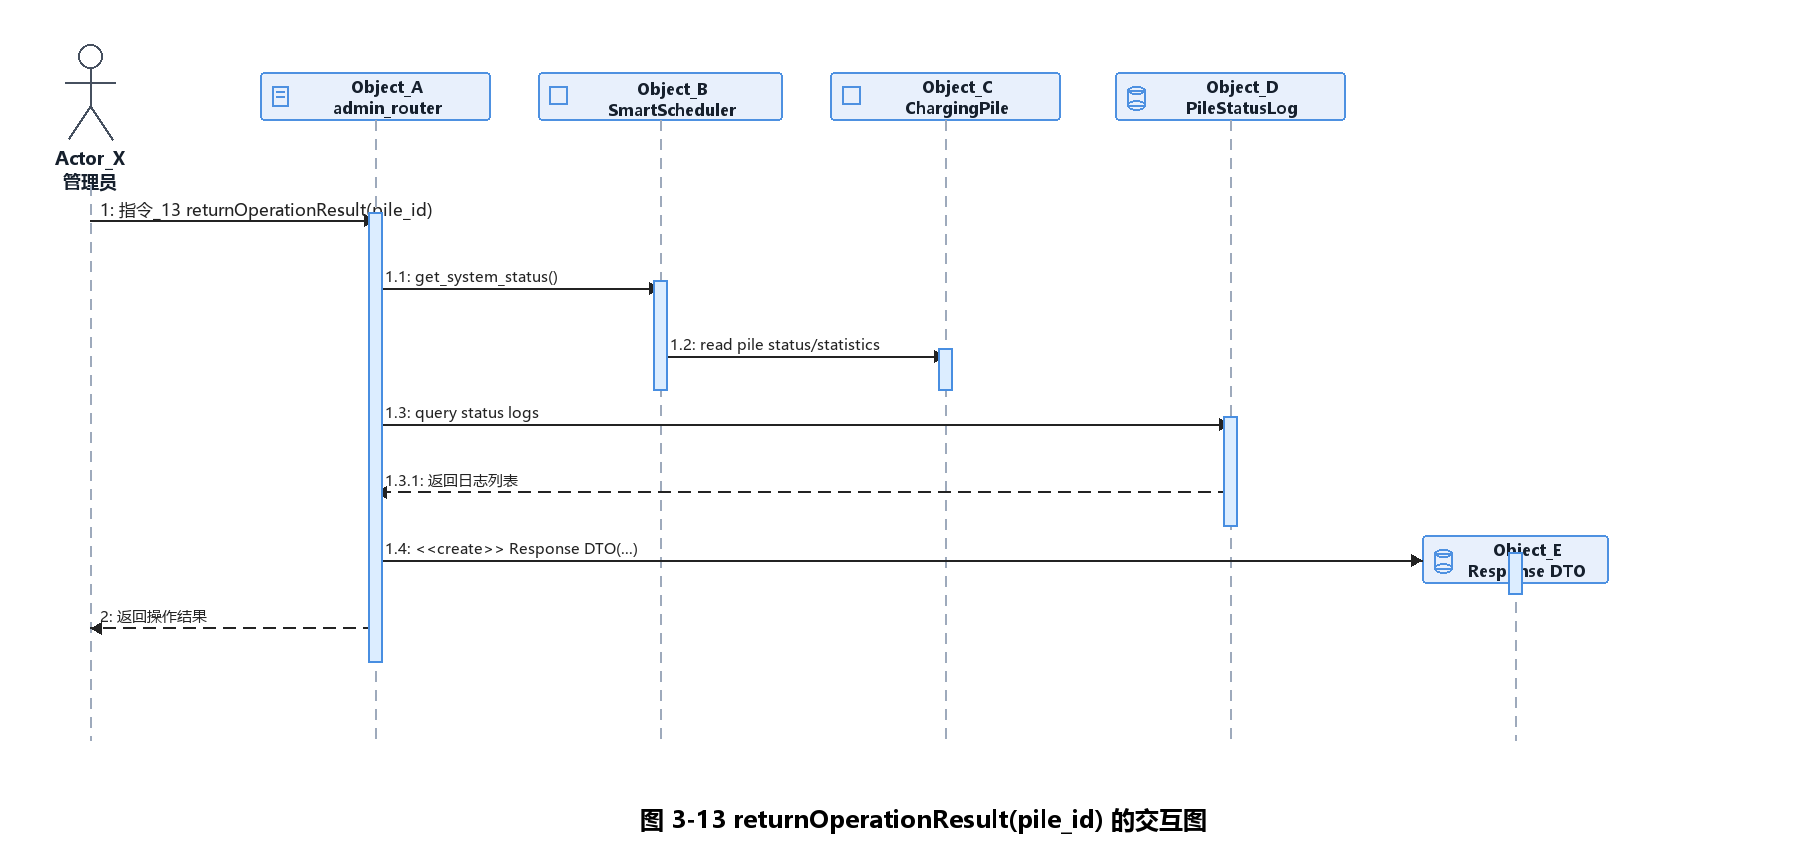 Object_A
admin_router
Object_B
SmartScheduler
Object_C
ChargingPile
Object_D
PileStatusLog
Actor_X
管理员
1: 指令_13 returnOperationResult(pile_id)
1.1: get_system_status()
1.2: read pile status/statistics
1.3: query status logs
1.3.1: 返回日志列表
1.4: <<create>> Response DTO(...)
Object_E
Response DTO
2: 返回操作结果
图 3-13 returnOperationResult(pile_id) 的交互图